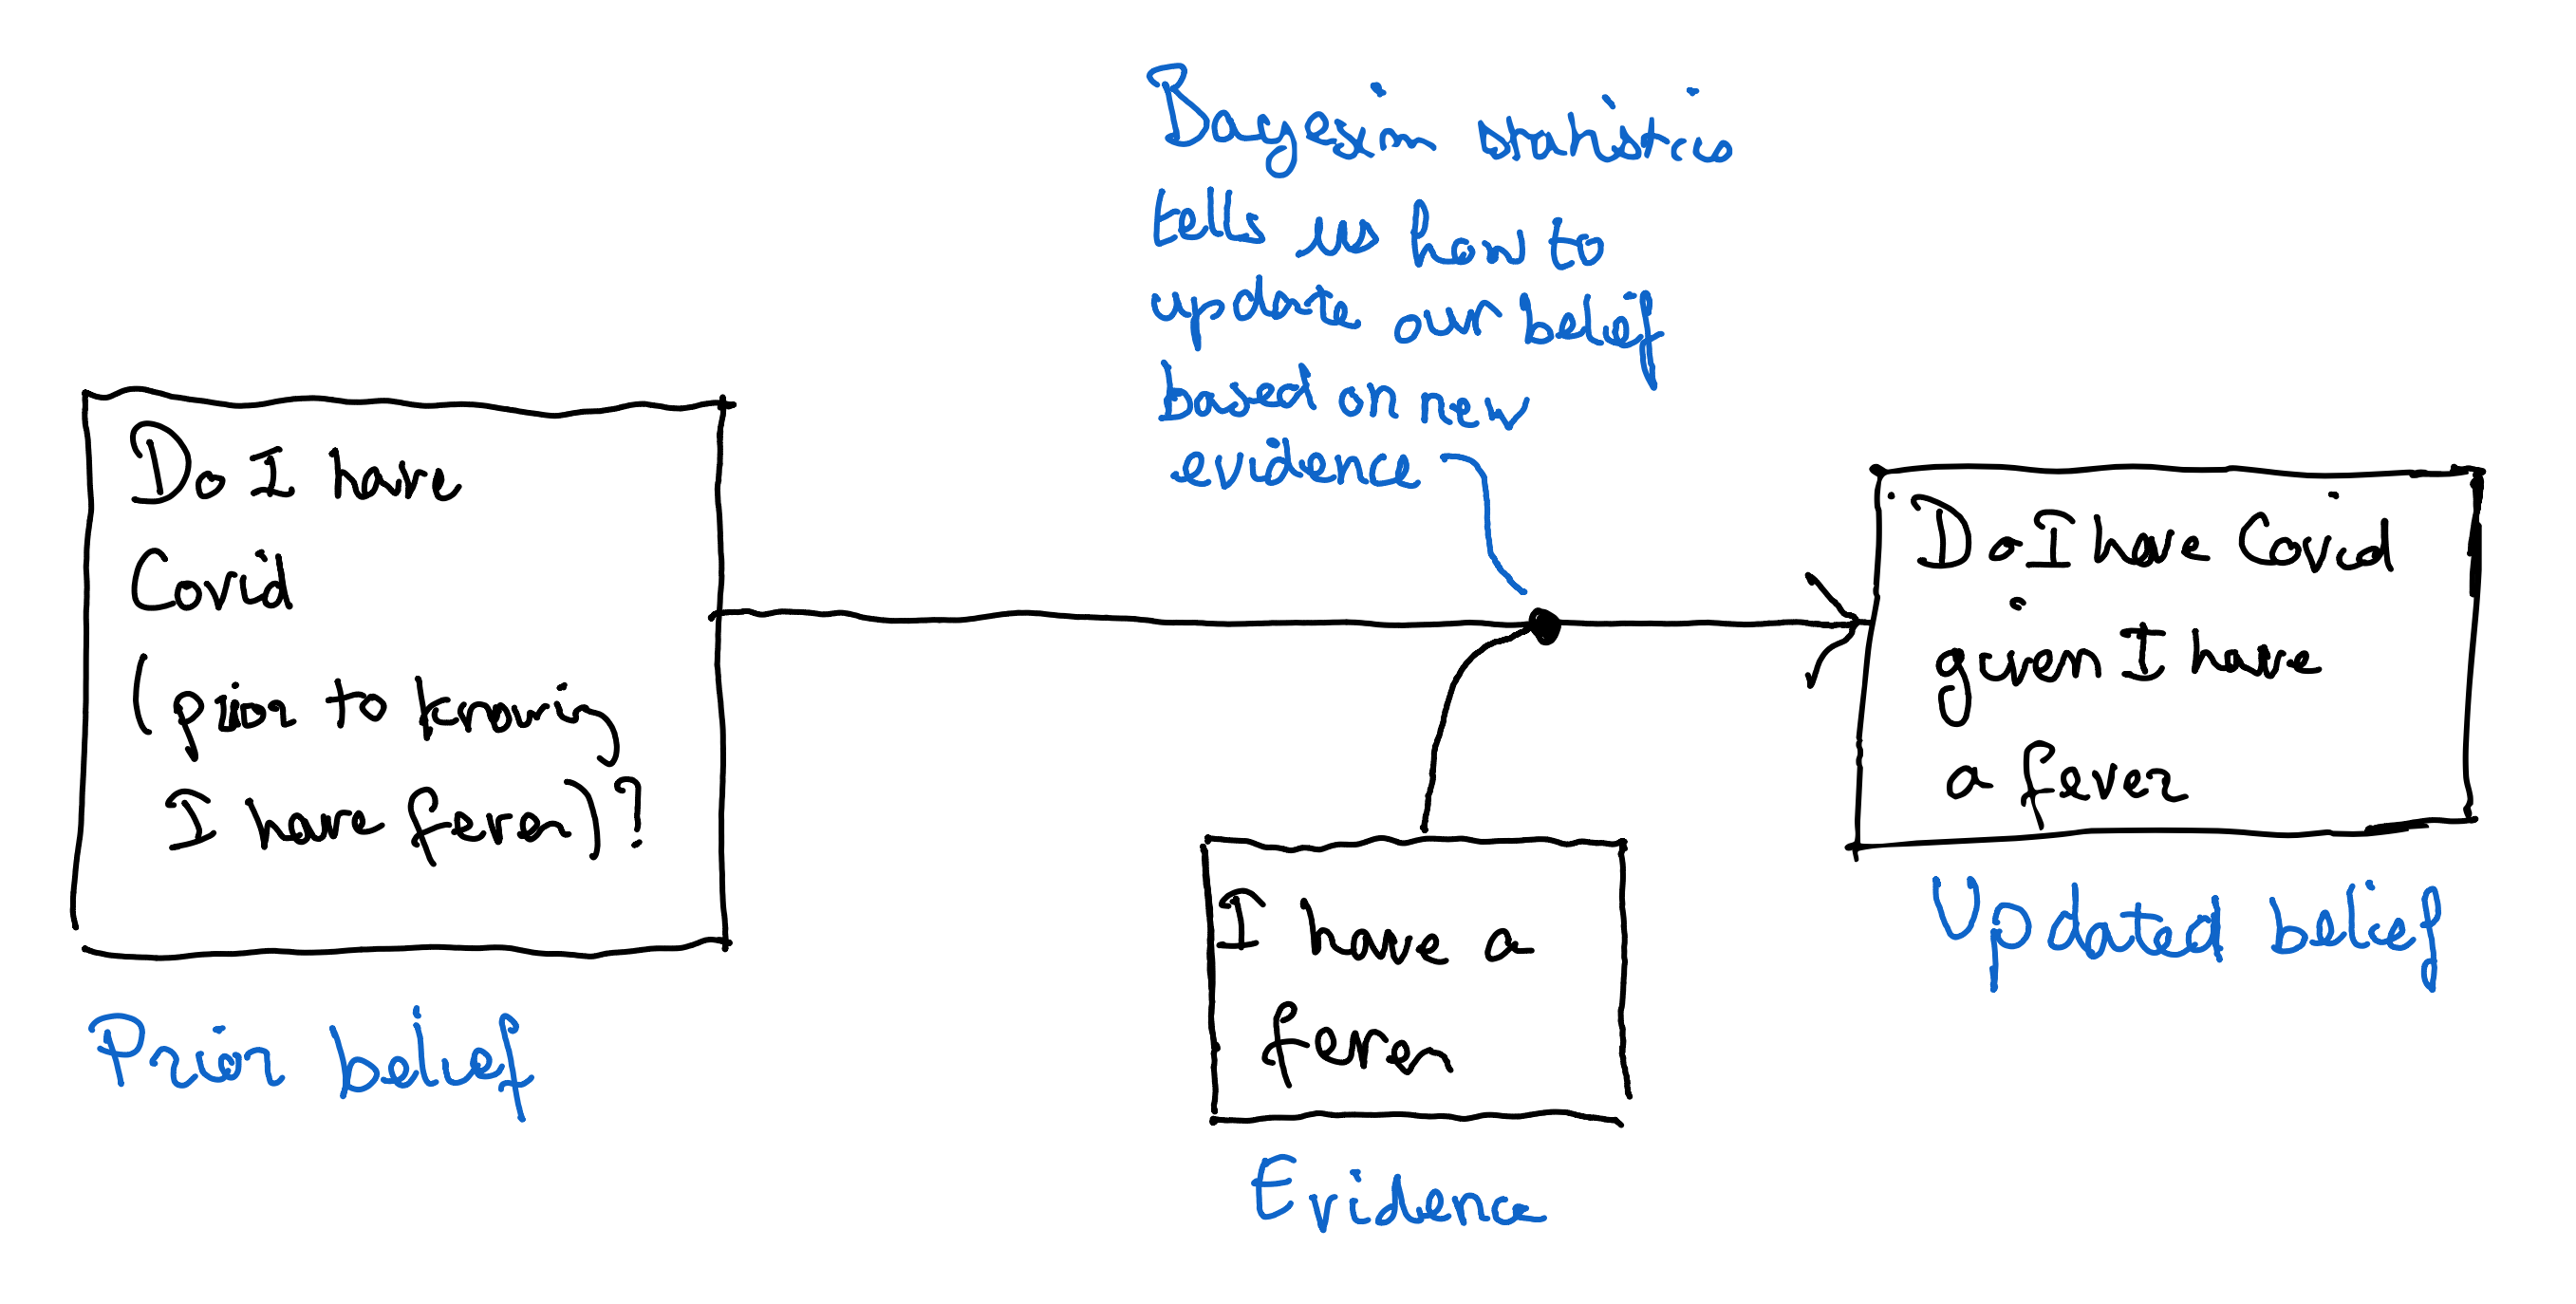 Bayesian statistics
tells us how to
update our belief
based on new
evidence
Do I have
Covid
(prior to knowing
I have fever)?
Prior belief
I have a
fever
Evidence
Do I have Covid
given I have
a fever
Updated belief